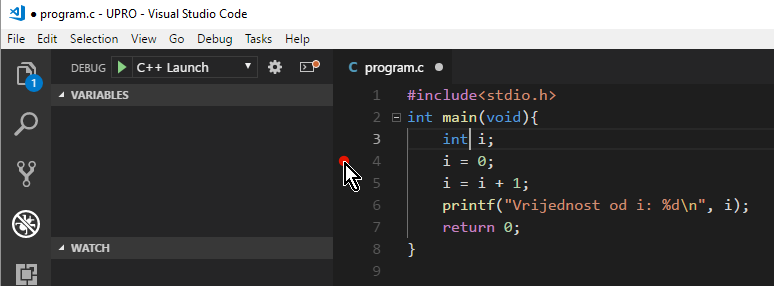 ● program.c - UPRO - Visual Studio Code
File Edit Selection View Go Debug Tasks Help
DEBUG C++ Launch
C program.c ●
1
VARIABLES
WATCH
1 #include<stdio.h>
2 int main(void){
3 int i;
4 i = 0;
5 i = i + 1;
6 printf("Vrijednost od i: %d\n", i);
7 return 0;
8 }
9